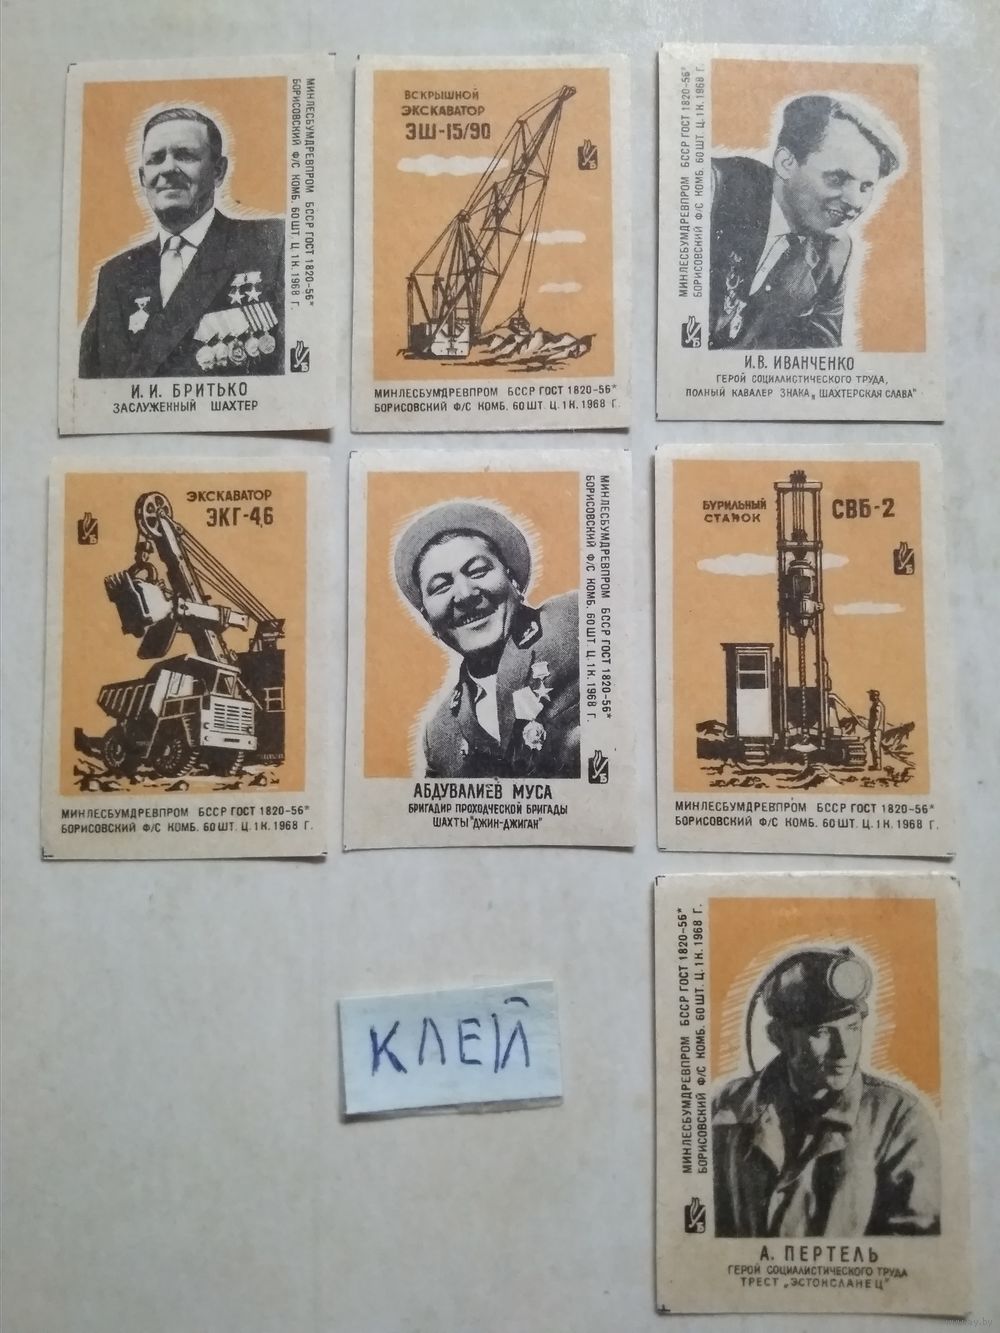 МИНЛЕСБУМДРЕВПРОМ БССР ГОСТ 1820-56*
БОРИСОВСКИЙ Ф/С КОМБ. 60 ШТ. Ц. 1 К. 1968 Г.
И. И. БРИТЬКО
ЗАСЛУЖЕННЫЙ ШАХТЕР
ВСКРЫШНОЙ
ЭКСКАВАТОР
ЭШ-15/90
МИНЛЕСБУМДРЕВПРОМ БССР ГОСТ 1820-56*
БОРИСОВСКИЙ Ф/С КОМБ. 60 ШТ. Ц. 1 К. 1968 Г.
МИНЛЕСБУМДРЕВПРОМ БССР ГОСТ 1820-56*
БОРИСОВСКИЙ Ф/С КОМБ. 60 ШТ. Ц. 1 К. 1968 Г.
И. В. ИВАНЧЕНКО
ГЕРОЙ СОЦИАЛИСТИЧЕСКОГО ТРУДА,
ПОЛНЫЙ КАВАЛЕР ЗНАКА „ШАХТЕРСКАЯ СЛАВА"
ЭКСКАВАТОР
ЭКГ-4,6
МИНЛЕСБУМДРЕВПРОМ БССР ГОСТ 1820-56*
БОРИСОВСКИЙ Ф/С КОМБ. 60 ШТ. Ц. 1 К. 1968 Г.
МИНЛЕСБУМДРЕВПРОМ БССР ГОСТ 1820-56*
БОРИСОВСКИЙ Ф/С КОМБ. 60 ШТ. Ц. 1 К. 1968 Г.
АБДУВАЛИЕВ МУСА
БРИГАДИР ПРОХОДЧЕСКОЙ БРИГАДЫ
ШАХТЫ "ДЖИН-ДЖИГАН"
БУРИЛЬНЫЙ
СТАНОК
СВБ-2
МИНЛЕСБУМДРЕВПРОМ БССР ГОСТ 1820-56*
БОРИСОВСКИЙ Ф/С КОМБ. 60 ШТ. Ц. 1 К. 1968 Г.
КЛЕЙ
МИНЛЕСБУМДРЕВПРОМ БССР ГОСТ 1820-56*
БОРИСОВСКИЙ Ф/С КОМБ. 60 ШТ. Ц. 1 К. 1968 Г.
А. ПЕРТЕЛЬ
ГЕРОЙ СОЦИАЛИСТИЧЕСКОГО ТРУДА
ТРЕСТ „ЭСТОНСЛАНЕЦ"